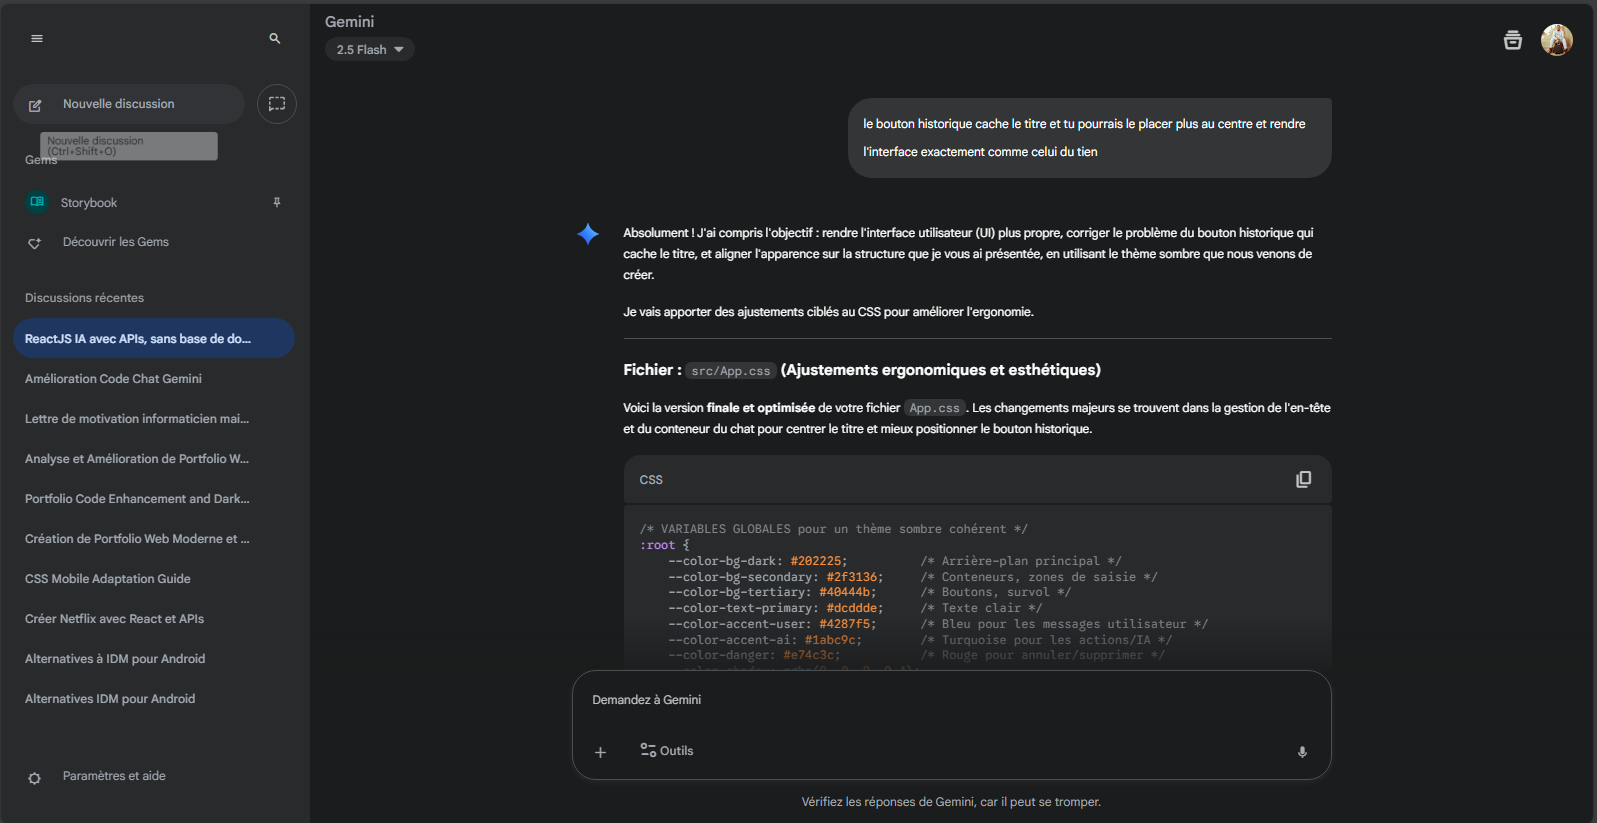 Gemini
2.5 Flash
Nouvelle discussion
Nouvelle discussion
(Ctrl+Shift+O)
Gems
Storybook
Découvrir les Gems
Discussions récentes
ReactJS IA avec APIs, sans base de do...
Amélioration Code Chat Gemini
Lettre de motivation informaticien mai...
Analyse et Amélioration de Portfolio W...
Portfolio Code Enhancement and Dark...
Création de Portfolio Web Moderne et ...
CSS Mobile Adaptation Guide
Créer Netflix avec React et APIs
Alternatives à IDM pour Android
Alternatives IDM pour Android
Paramètres et aide
le bouton historique cache le titre et tu pourrais le placer plus au centre et rendre
l'interface exactement comme celui du tien
Absolument ! J'ai compris l'objectif : rendre l'interface utilisateur (UI) plus propre, corriger le problème du bouton historique qui
cache le titre, et aligner l'apparence sur la structure que je vous ai présentée, en utilisant le thème sombre que nous venons de
créer.
Je vais apporter des ajustements ciblés au CSS pour améliorer l'ergonomie.
Fichier : src/App.css (Ajustements ergonomiques et esthétiques)
Voici la version finale et optimisée de votre fichier App.css. Les changements majeurs se trouvent dans la gestion de l'en-tête
et du conteneur du chat pour centrer le titre et mieux positionner le bouton historique.
CSS
/* VARIABLES GLOBALES pour un thème sombre cohérent */
:root {
--color-bg-dark: #202225; /* Arrière-plan principal */
--color-bg-secondary: #2f3136; /* Conteneurs, zones de saisie */
--color-bg-tertiary: #40444b; /* Boutons, survol */
--color-text-primary: #dcddde; /* Texte clair */
--color-accent-user: #4287f5; /* Bleu pour les messages utilisateur */
--color-accent-ai: #1abc9c; /* Turquoise pour les actions/IA */
--color-danger: #e74c3c; /* Rouge pour annuler/supprimer */
Demandez à Gemini
Outils
Vérifiez les réponses de Gemini, car il peut se tromper.